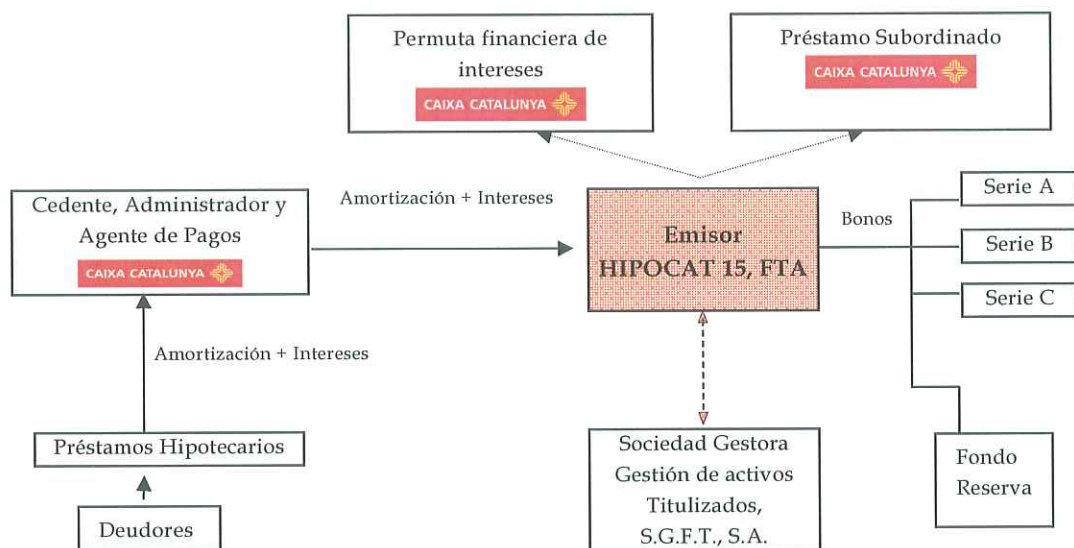 Permuta financiera de
intereses
CAIXA CATALUNYA
Préstamo Subordinado
CAIXA CATALUNYA
Cedente, Administrador y
Agente de Pagos
CAIXA CATALUNYA
Amortización + Intereses
Emisor
HIPOCAT 15, FTA
Bonos
Serie A
Serie B
Serie C
Amortización + Intereses
Préstamos Hipotecarios
Deudores
Sociedad Gestora
Gestión de activos
Titulizados,
S.G.F.T., S.A.
Fondo
Reserva